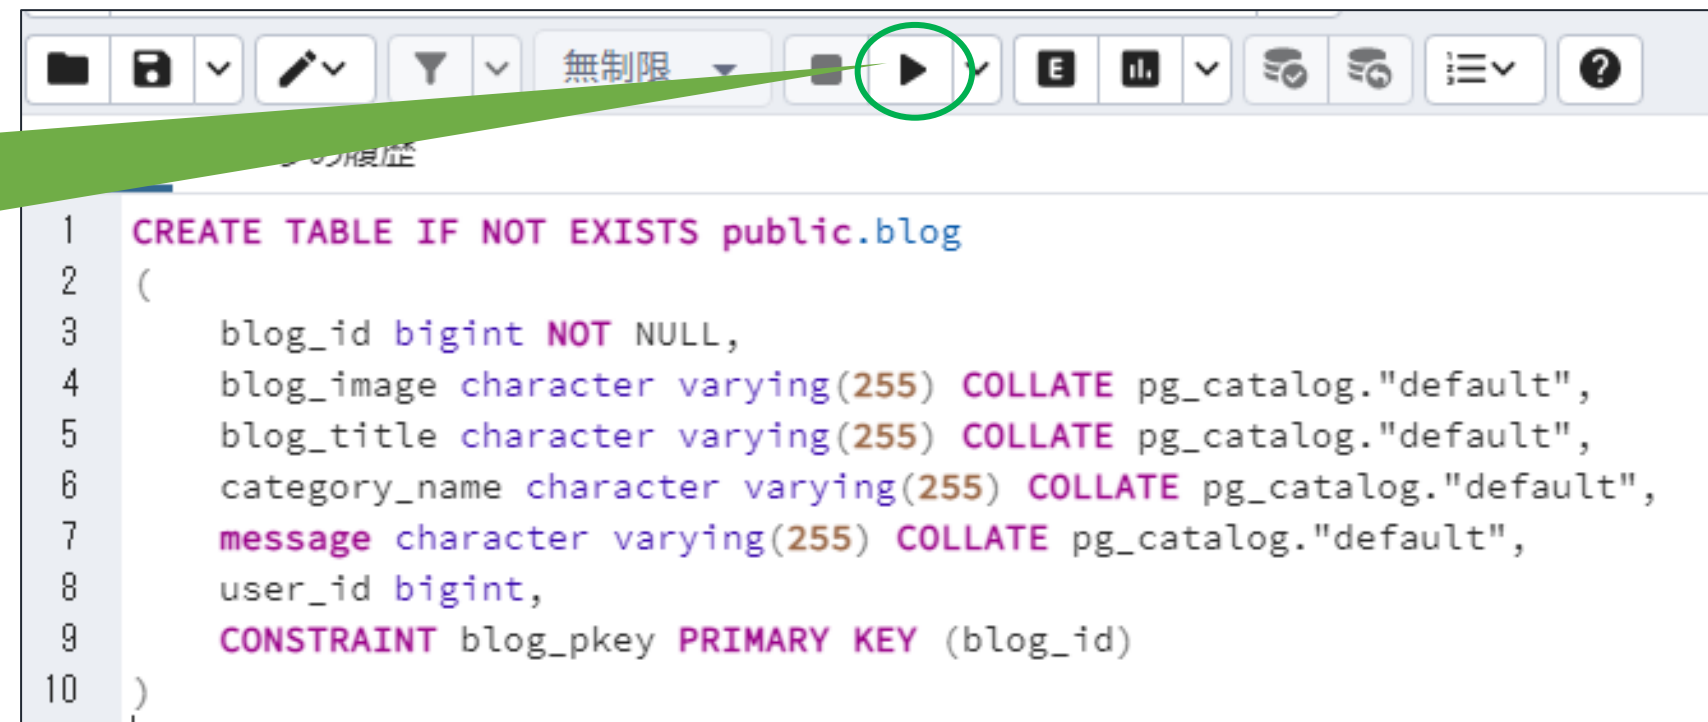 無制限
E
?
の履歴
1 CREATE TABLE IF NOT EXISTS public.blog
2 (
3 blog_id bigint NOT NULL,
4 blog_image character varying(255) COLLATE pg_catalog."default",
5 blog_title character varying(255) COLLATE pg_catalog."default",
6 category_name character varying(255) COLLATE pg_catalog."default",
7 message character varying(255) COLLATE pg_catalog."default",
8 user_id bigint,
9 CONSTRAINT blog_pkey PRIMARY KEY (blog_id)
10 )